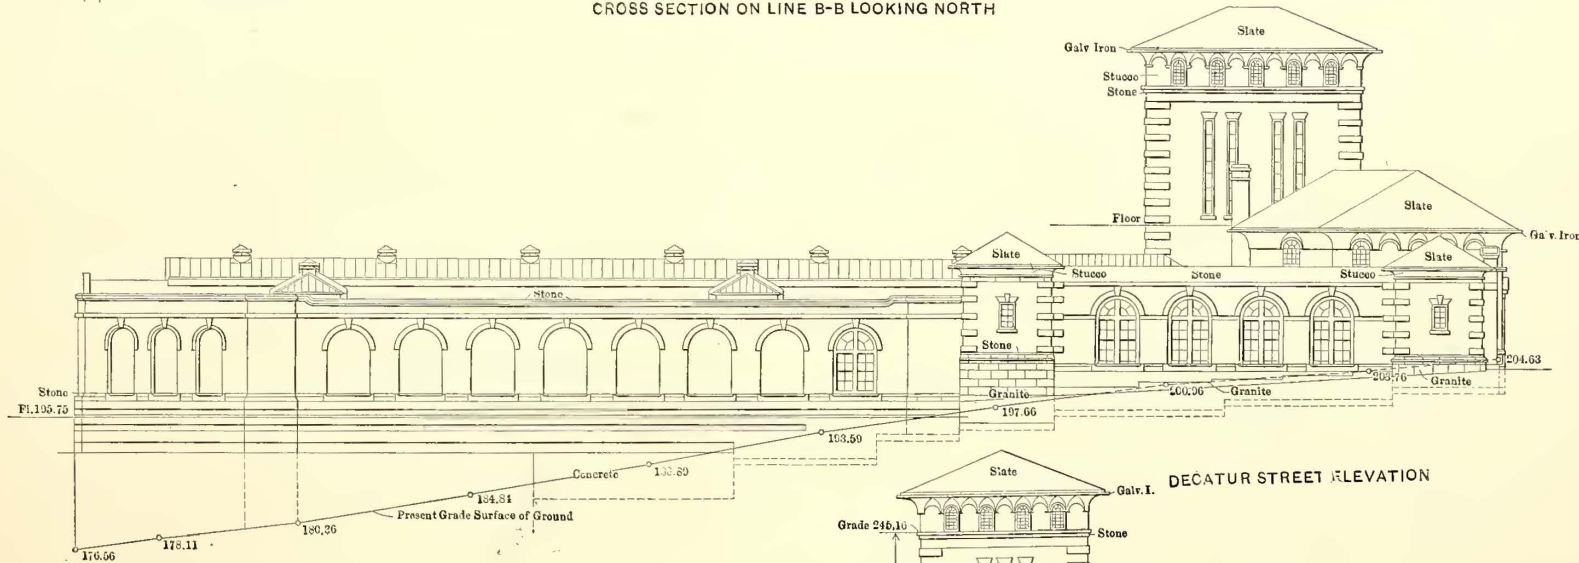 CROSS SECTION ON LINE B-B LOOKING NORTH
Slate
Galv Iron
Stucco
Stone
Floor
Slate
Galv. Iron
Slate
Stucco
Stone
Stucco
Slate
Stone
Stone
Stone
Fl.195.75
Granite
197.66
200.96
Granite
203.76
Granite
204.63
193.59
Concrete
184.84
Present Grade Surface of Ground
180.36
178.11
176.56
Slate
Galv. I.
DECATUR STREET ELEVATION
Grade 245.16
Stone